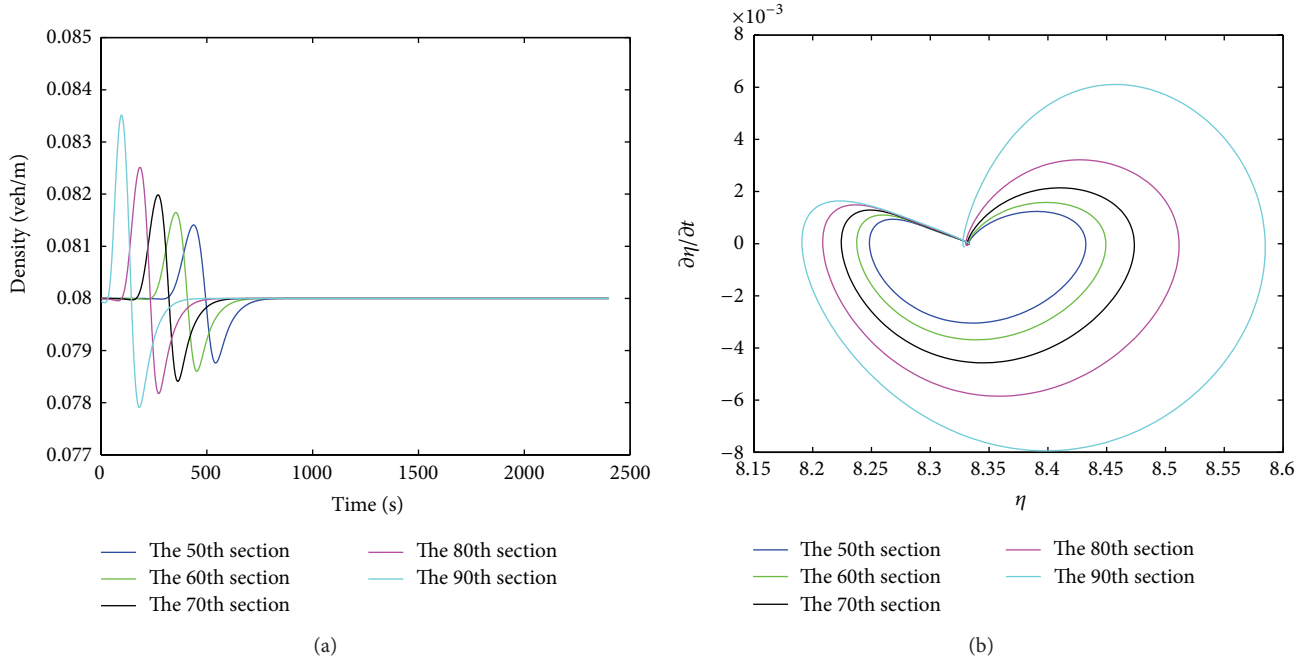 0.085
0.084
0.083
0.082
0.081
0.08
0.079
0.078
0.077
Density (veh/m)
0 500 1000 1500 2000 2500
Time (s)
The 50th section
The 60th section
The 70th section
The 80th section
The 90th section
(a)
×10⁻³
8
6
4
2
0
−2
−4
−6
−8
∂η/∂t
8.15 8.2 8.25 8.3 8.35 8.4 8.45 8.5 8.55 8.6
η
The 50th section
The 60th section
The 70th section
The 80th section
The 90th section
(b)